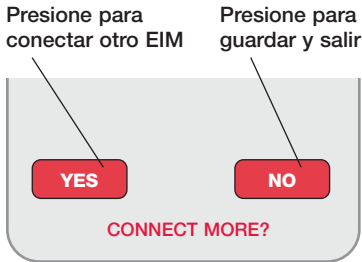 Presione para
conectar otro EIM
Presione para
guardar y salir
YES
NO
CONNECT MORE?